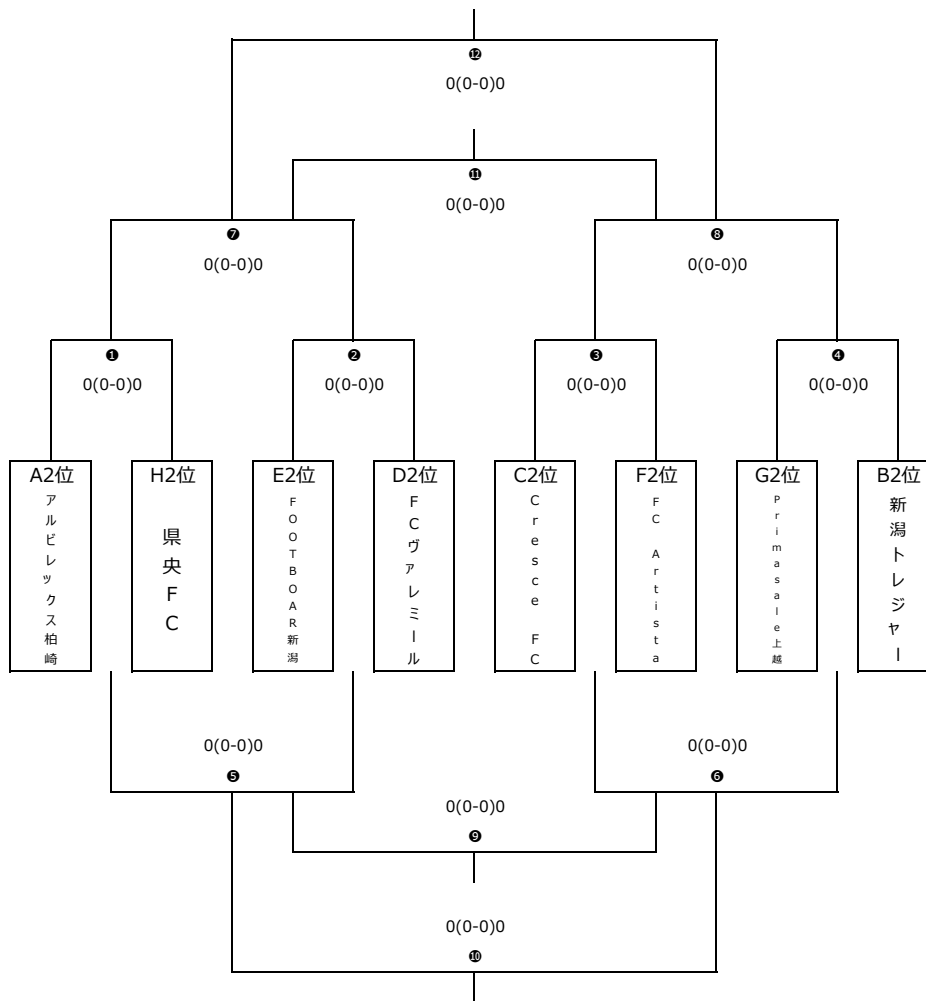 ⓬
0(0-0)0
⓫
0(0-0)0
❼
0(0-0)0
❽
0(0-0)0
❶
0(0-0)0
❷
0(0-0)0
❸
0(0-0)0
❹
0(0-0)0
A2位
アルビレックス柏崎
H2位
県央FC
E2位
FOOTBOAR新潟
D2位
FCヴァレミール
C2位
Cresce FC
F2位
FC Artista
G2位
Primasale上越
B2位
新潟トレジャー
0(0-0)0
❺
0(0-0)0
❻
0(0-0)0
❾
0(0-0)0
❿